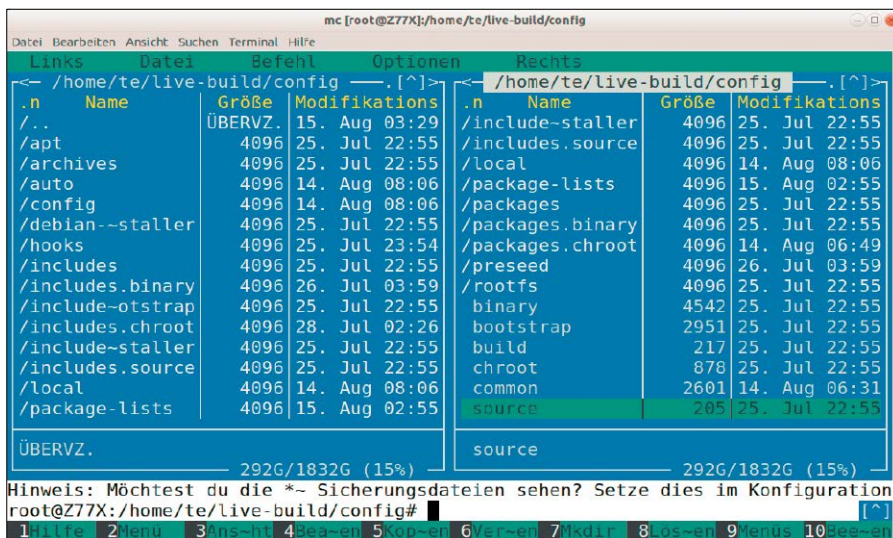 mc [root@Z77X]:/home/te/live-build/config
Datei Bearbeiten Ansicht Suchen Terminal Hilfe
Links Datei Befehl Optionen Rechts
<— /home/te/live-build/config ——.[^]> <— /home/te/live-build/config ——.[^]>
.n Name Größe Modifikations .n Name Größe Modifikations
/.. ÜBERVZ. 15. Aug 03:29 /include~staller 4096 25. Jul 22:55
/apt 4096 25. Jul 22:55 /includes.source 4096 25. Jul 22:55
/archives 4096 25. Jul 22:55 /local 4096 14. Aug 08:06
/auto 4096 14. Aug 08:06 /package-lists 4096 15. Aug 02:55
/config 4096 14. Aug 08:06 /packages 4096 25. Jul 22:55
/debian-~staller 4096 25. Jul 22:55 /packages.binary 4096 25. Jul 22:55
/hooks 4096 25. Jul 23:54 /packages.chroot 4096 14. Aug 06:49
/includes 4096 25. Jul 22:55 /preseed 4096 26. Jul 03:59
/includes.binary 4096 26. Jul 03:59 /rootfs 4096 25. Jul 22:55
/include~otstrap 4096 25. Jul 22:55 binary 4542 25. Jul 22:55
/includes.chroot 4096 28. Jul 02:26 bootstrap 2951 25. Jul 22:55
/include~staller 4096 25. Jul 22:55 build 217 25. Jul 22:55
/includes.source 4096 25. Jul 22:55 chroot 878 25. Jul 22:55
/local 4096 14. Aug 08:06 common 2601 14. Aug 06:31
/package-lists 4096 15. Aug 02:55 source 205 25. Jul 22:55
ÜBERVZ. source
292G/1832G (15%) 292G/1832G (15%)
Hinweis: Möchtest du die *~ Sicherungsdateien sehen? Setze dies im Konfiguration
root@Z77X:/home/te/live-build/config# [^]
1Hilfe 2Menü 3Ans~ht 4Bea~en 5Kop~en 6Ver~en 7Mkdir 8Lös~en 9Menüs 10Bee~en